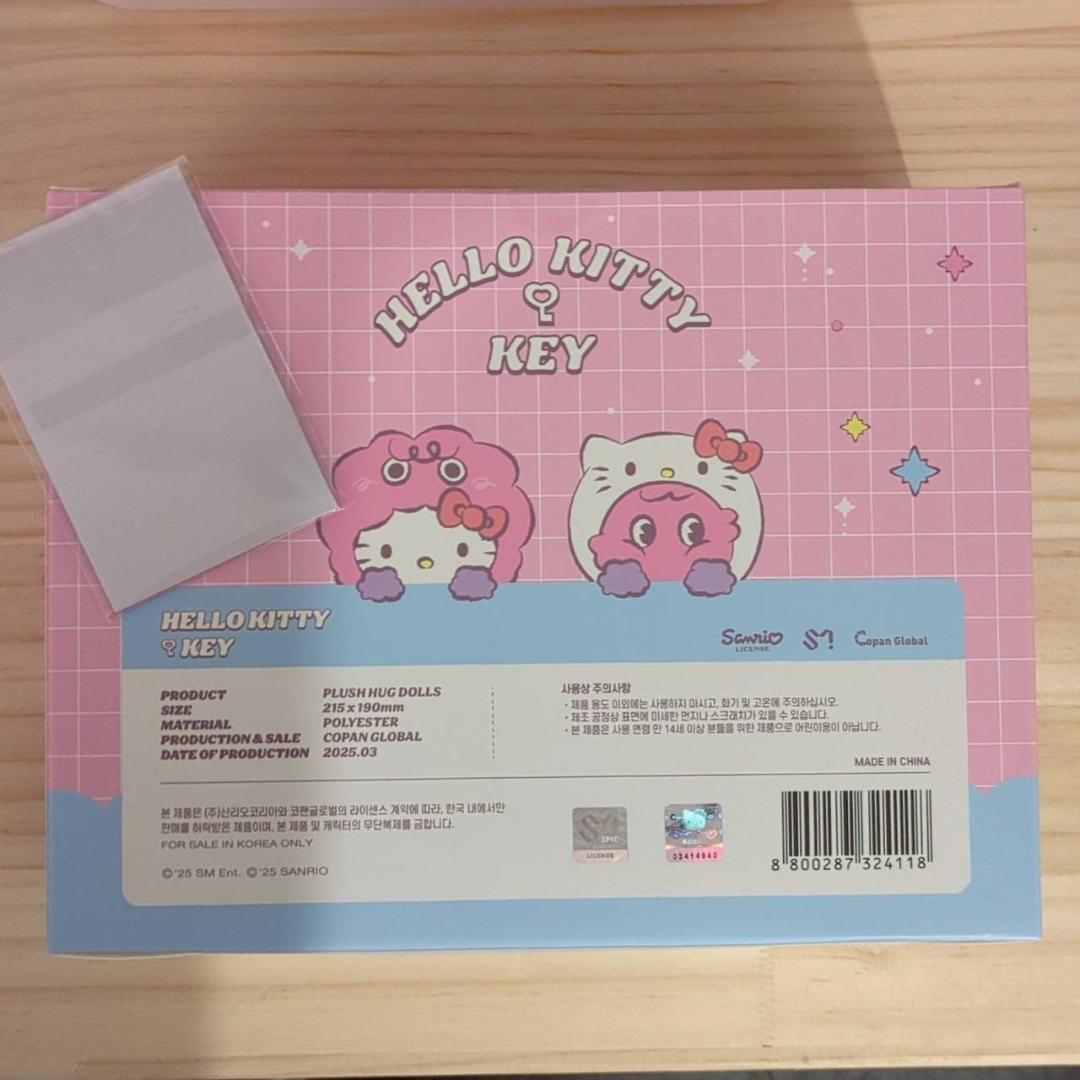 HELLO KITTY
KEY
HELLO KITTY
KEY
Sanrio
LICENSE
SM
Copan Global
PRODUCT PLUSH HUG DOLLS
SIZE 215 x 190mm
MATERIAL POLYESTER
PRODUCTION & SALE COPAN GLOBAL
DATE OF PRODUCTION 2025.03
사용상 주의사항
· 제품 용도 이외에는 사용하지 마시고, 화기 및 고온에 주의하십시오.
· 제조 공정상 표면에 미세한 먼지나 스크래치가 있을 수 있습니다.
· 본 제품은 사용 연령 만 14세 이상 분들을 위한 제품으로 어린이용이 아닙니다.
MADE IN CHINA
본 제품은 (주)산리오코리아와 코팬글로벌의 라이센스 계약에 따라, 한국 내에서만
판매를 허락받은 제품이며, 본 제품 및 캐릭터의 무단복제를 금합니다.
FOR SALE IN KOREA ONLY
©'25 SM Ent. ©'25 SANRIO
SM
LICENSE
03414640
8 800287 324118